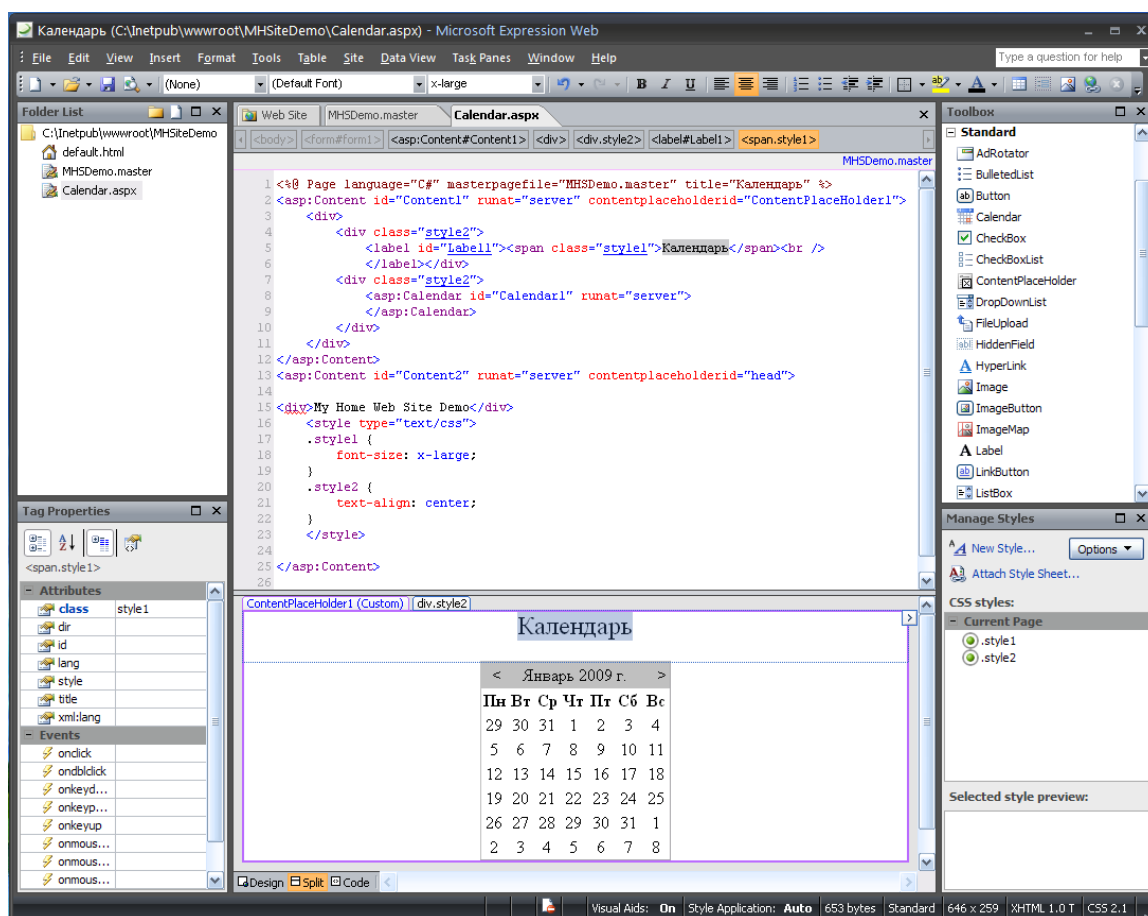 Календарь (C:\Inetpub\wwwroot\MHSiteDemo\Calendar.aspx) - Microsoft Expression Web
File Edit View Insert Format Tools Table Site Data View Task Panes Window Help Type a question for help
(None) (Default Font) x-large B I U
Folder List
C:\Inetpub\wwwroot\MHSiteDemo
default.html
MHSDemo.master
Calendar.aspx
Web Site MHSDemo.master Calendar.aspx
<body> <form#form1> <asp:Content#Content1> <div> <div.style2> <label#Label1> <span.style1>
MHSDemo.master
1 <%@ Page language="C#" masterpagefile="MHSDemo.master" title="Календарь" %>
2 <asp:Content id="Content1" runat="server" contentplaceholderid="ContentPlaceHolder1">
3 <div>
4 <div class="style2">
5 <label id="Label1"><span class="style1">Календарь</span><br />
6 </label></div>
7 <div class="style2">
8 <asp:Calendar id="Calendar1" runat="server">
9 </asp:Calendar>
10 </div>
11 </div>
12 </asp:Content>
13 <asp:Content id="Content2" runat="server" contentplaceholderid="head">
14
15 <div>My Home Web Site Demo</div>
16 <style type="text/css">
17 .style1 {
18 font-size: x-large;
19 }
20 .style2 {
21 text-align: center;
22 }
23 </style>
24
25 </asp:Content>
26
Toolbox
Standard
AdRotator
BulletedList
Button
Calendar
CheckBox
CheckBoxList
ContentPlaceHolder
DropDownList
FileUpload
HiddenField
HyperLink
Image
ImageButton
ImageMap
Label
LinkButton
ListBox
Tag Properties
<span.style1>
Attributes
class style1
dir
id
lang
style
title
xml:lang
Events
onclick
ondblclick
onkeyd...
onkeyp...
onkeyup
onmous...
onmous...
onmous...
ContentPlaceHolder1 (Custom) div.style2
Календарь
< Январь 2009 г. >
Пн Вт Ср Чт Пт Сб Вс
29 30 31 1 2 3 4
5 6 7 8 9 10 11
12 13 14 15 16 17 18
19 20 21 22 23 24 25
26 27 28 29 30 31 1
2 3 4 5 6 7 8
Design Split Code
Manage Styles
New Style... Options
Attach Style Sheet...
CSS styles:
Current Page
.style1
.style2
Selected style preview:
Visual Aids: On Style Application: Auto 653 bytes Standard 646 x 259 XHTML 1.0 T CSS 2.1